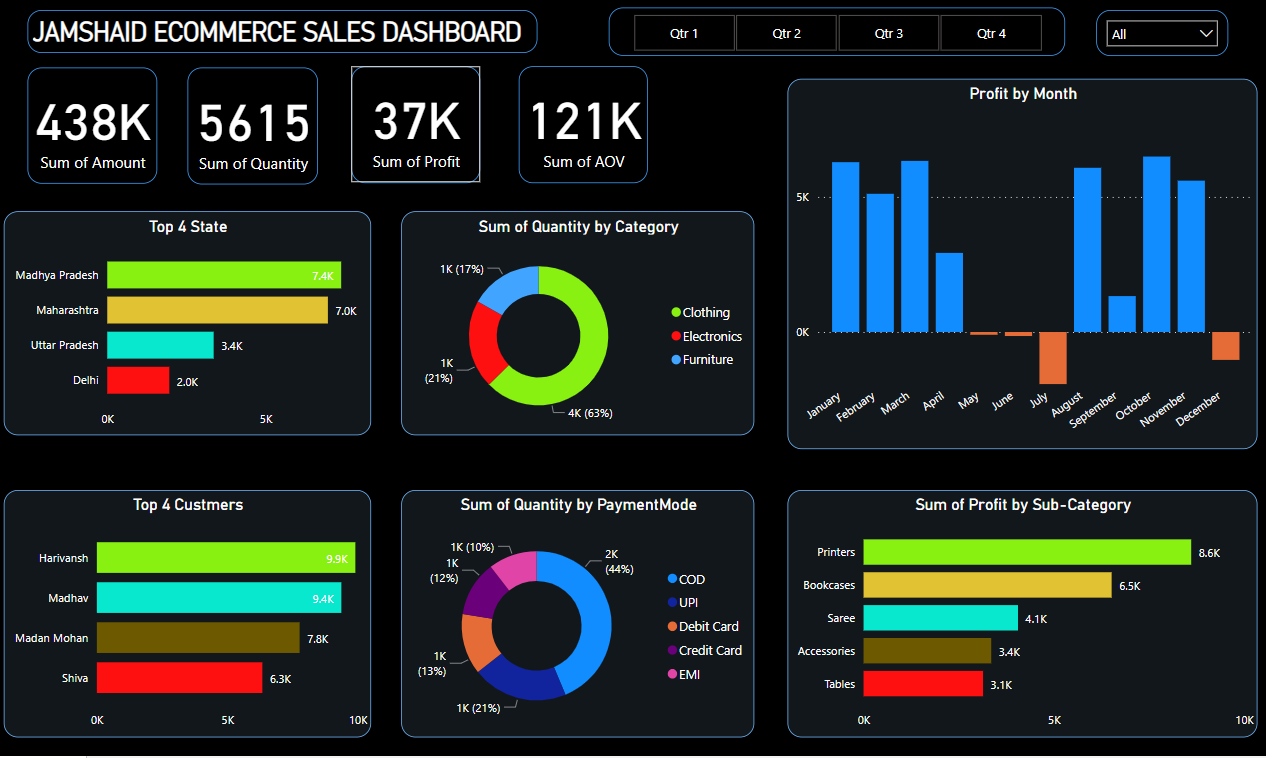 JAMSHAID ECOMMERCE SALES DASHBOARD
Qtr 1
Qtr 2
Qtr 3
Qtr 4
All
438K
Sum of Amount
5615
Sum of Quantity
37K
Sum of Profit
121K
Sum of AOV
Profit by Month
5K
0K
January
February
March
April
May
June
July
August
September
October
November
December
Top 4 State
Madhya Pradesh
7.4K
Maharashtra
7.0K
Uttar Pradesh
3.4K
Delhi
2.0K
0K
5K
Sum of Quantity by Category
1K (17%)
1K
(21%)
4K (63%)
Clothing
Electronics
Furniture
Top 4 Custmers
Harivansh
9.9K
Madhav
9.4K
Madan Mohan
7.8K
Shiva
6.3K
0K
5K
10K
Sum of Quantity by PaymentMode
1K (10%)
1K
(12%)
1K
(13%)
1K (21%)
2K
(44%)
COD
UPI
Debit Card
Credit Card
EMI
Sum of Profit by Sub-Category
Printers
8.6K
Bookcases
6.5K
Saree
4.1K
Accessories
3.4K
Tables
3.1K
0K
5K
10K